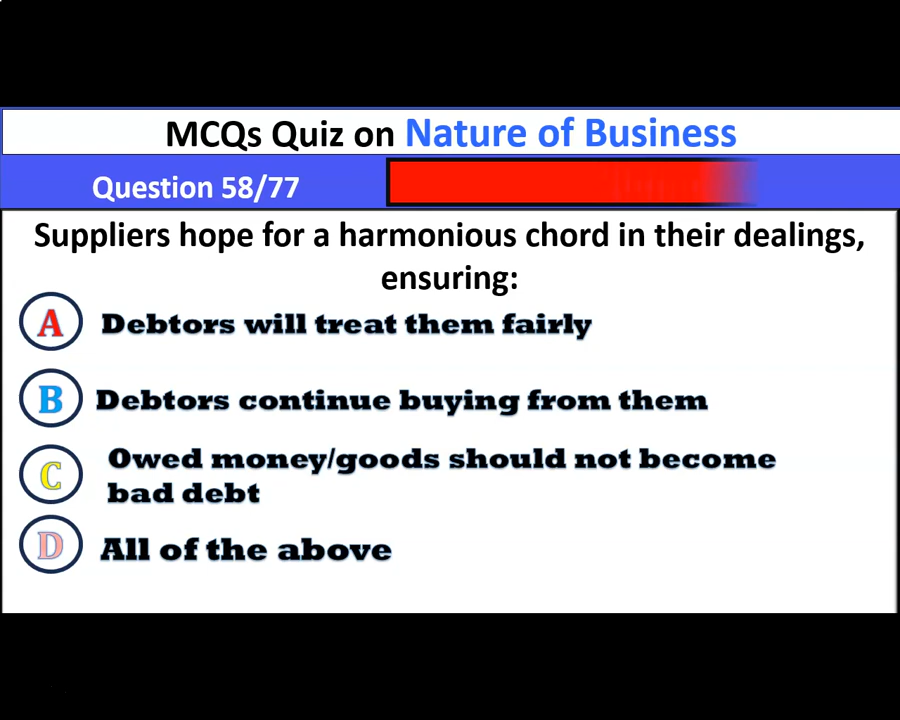 MCQs Quiz on Nature of Business
Question 58/77
Suppliers hope for a harmonious chord in their dealings,
ensuring:
A Debtors will treat them fairly
B Debtors continue buying from them
C Owed money/goods should not become
bad debt
D All of the above